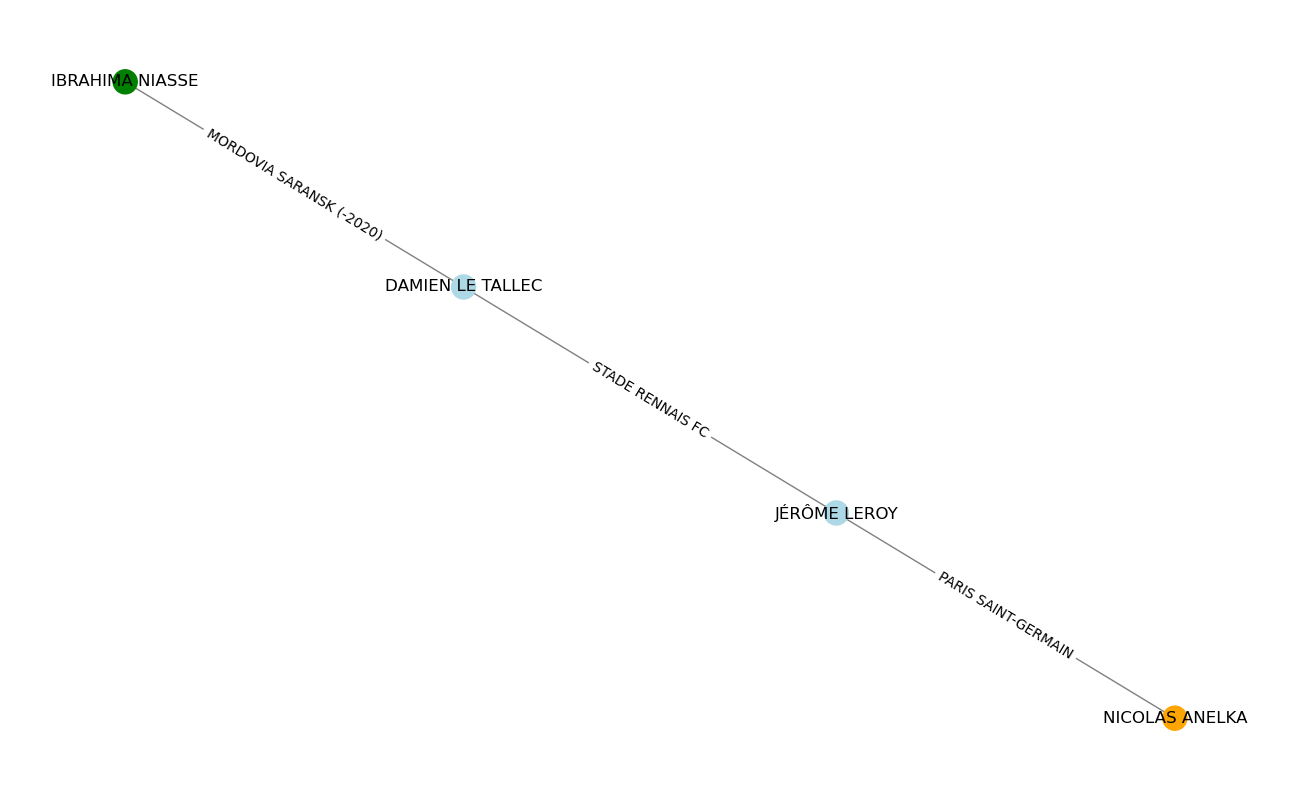 IBRAHIMA NIASSE
MORDOVIA SARANSK (-2020)
DAMIEN LE TALLEC
STADE RENNAIS FC
JÉRÔME LEROY
PARIS SAINT-GERMAIN
NICOLAS ANELKA